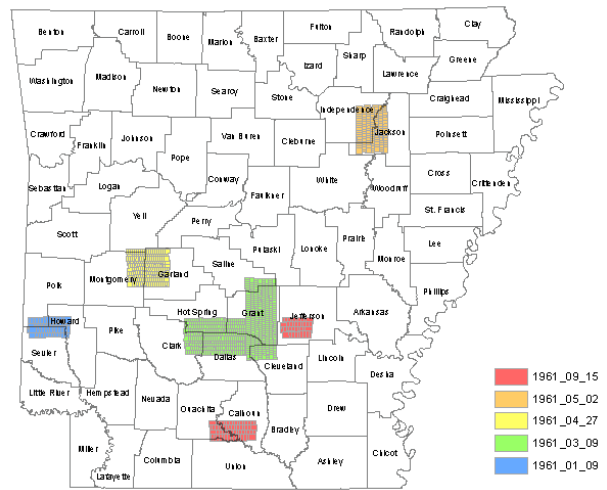 Benton Carroll Boone Marion Baxter Fulton Randolph Clay
Izard Sharp Lawrence Greene
Washington Madison Newton Searcy Stone Independence Craighead Mississippi
Crawford Franklin Johnson Pope Van Buren Cleburne Jackson Poinsett
Sebastian Logan Conway Faulkner White Woodruff Cross Crittenden
St. Francis
Scott Yell Perry Pulaski Lonoke Prairie Monroe Lee
Polk Montgomery Garland Saline Phillips
Howard Pike Hot Spring Grant Jefferson Arkansas
Sevier Clark Dallas Cleveland Lincoln Desha
Little River Hempstead Nevada Ouachita Calhoun Bradley Drew
Miller Lafayette Columbia Union Ashley Chicot
1961_09_15
1961_05_02
1961_04_27
1961_03_09
1961_01_09